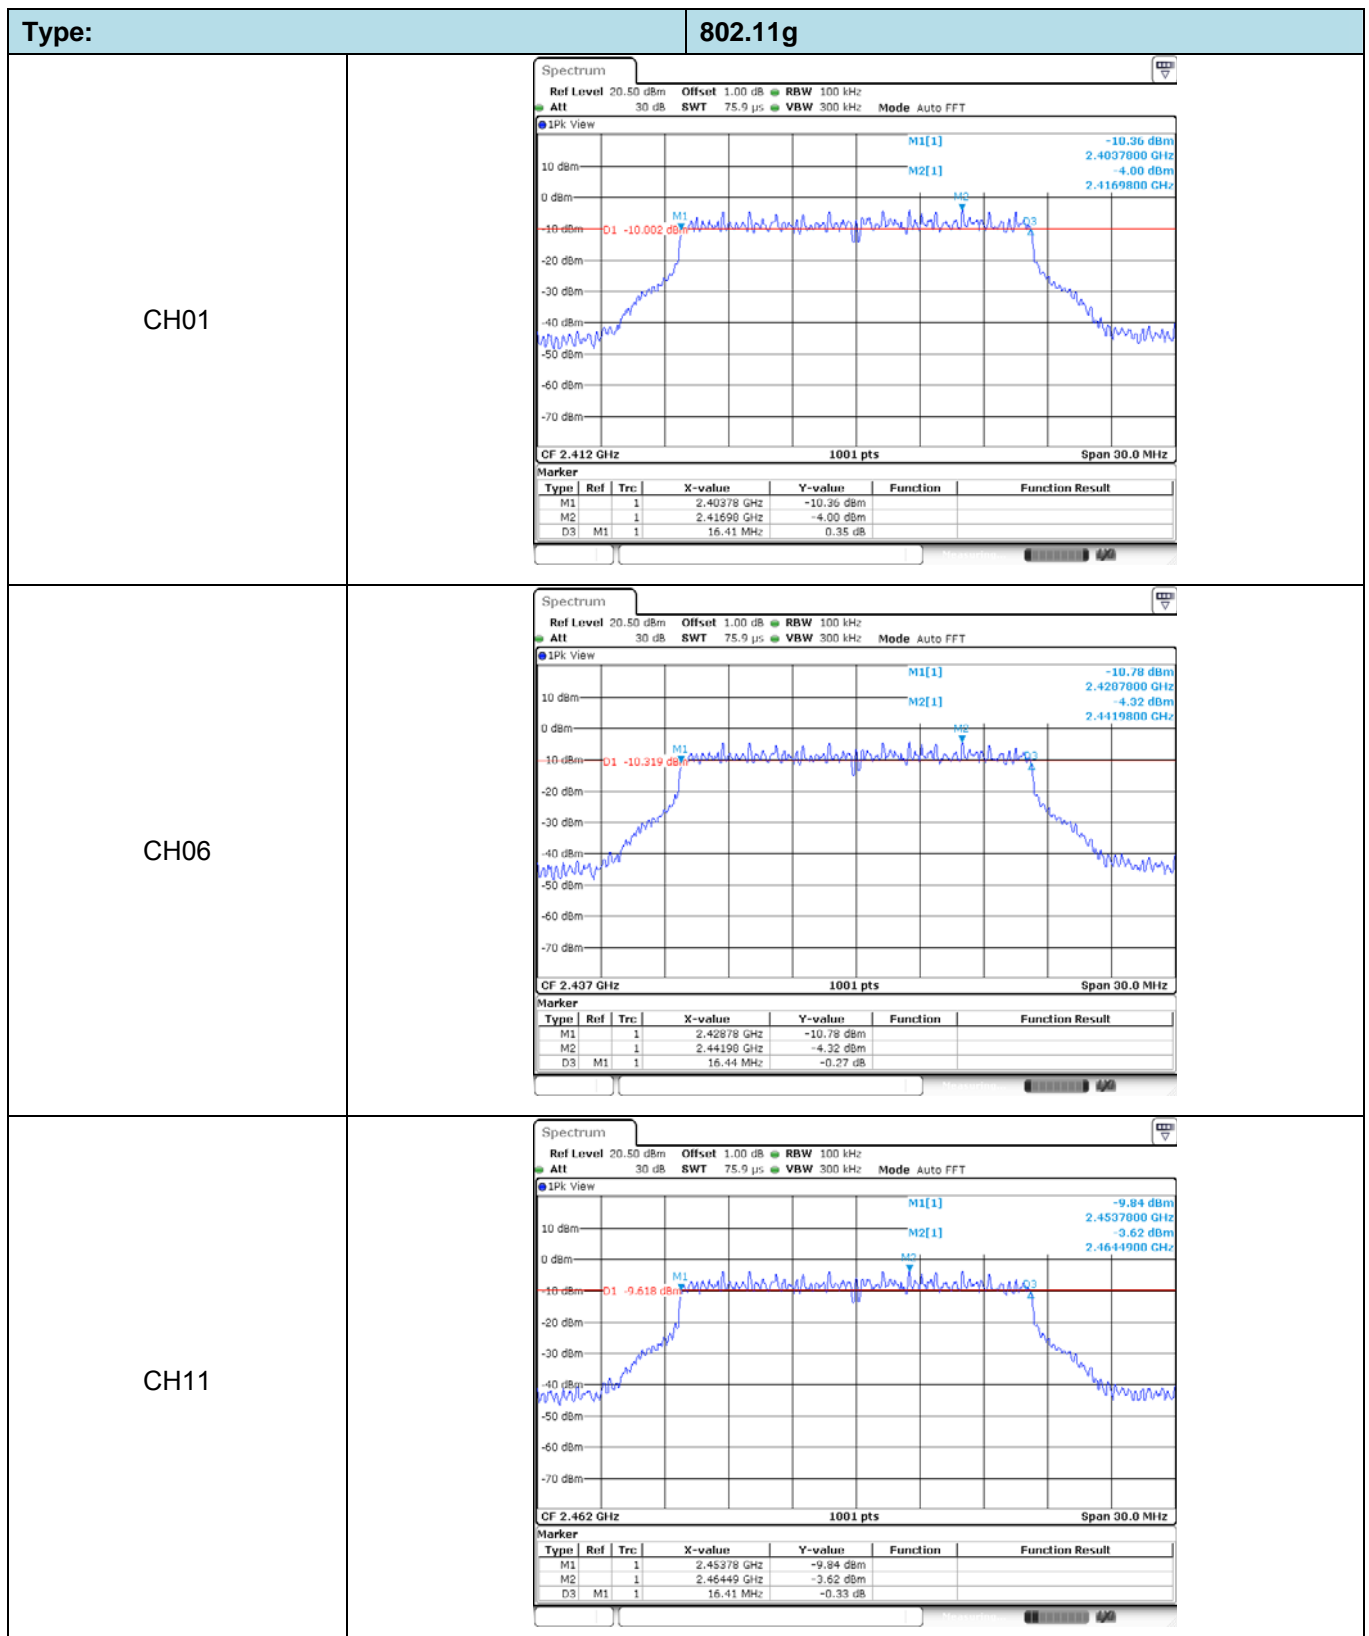 Type: 802.11g
CH01
Spectrum
Ref Level 20.50 dBm Offset 1.00 dB RBW 100 kHz
Att 30 dB SWT 75.9 µs VBW 300 kHz Mode Auto FFT
1Pk View
M1[1] -10.36 dBm
2.4037800 GHz
10 dBm
M2[1] -4.00 dBm
2.4169800 GHz
0 dBm
M2
M1
D3
-10 dBm
D1 -10.002 dBm
-20 dBm
-30 dBm
-40 dBm
-50 dBm
-60 dBm
-70 dBm
CF 2.412 GHz 1001 pts Span 30.0 MHz
Marker
Type Ref Trc X-value Y-value Function Function Result
M1 1 2.40378 GHz -10.36 dBm
M2 1 2.41698 GHz -4.00 dBm
D3 M1 1 16.41 MHz 0.35 dB
Measuring...
CH06
Spectrum
Ref Level 20.50 dBm Offset 1.00 dB RBW 100 kHz
Att 30 dB SWT 75.9 µs VBW 300 kHz Mode Auto FFT
1Pk View
M1[1] -10.78 dBm
2.4287800 GHz
10 dBm
M2[1] -4.32 dBm
2.4419800 GHz
0 dBm
M2
M1
D3
-10 dBm
D1 -10.319 dBm
-20 dBm
-30 dBm
-40 dBm
-50 dBm
-60 dBm
-70 dBm
CF 2.437 GHz 1001 pts Span 30.0 MHz
Marker
Type Ref Trc X-value Y-value Function Function Result
M1 1 2.42878 GHz -10.78 dBm
M2 1 2.44198 GHz -4.32 dBm
D3 M1 1 16.44 MHz -0.27 dB
Measuring...
CH11
Spectrum
Ref Level 20.50 dBm Offset 1.00 dB RBW 100 kHz
Att 30 dB SWT 75.9 µs VBW 300 kHz Mode Auto FFT
1Pk View
M1[1] -9.84 dBm
2.4537800 GHz
10 dBm
M2[1] -3.62 dBm
2.4644900 GHz
0 dBm
M2
M1
D3
-10 dBm
D1 -9.618 dBm
-20 dBm
-30 dBm
-40 dBm
-50 dBm
-60 dBm
-70 dBm
CF 2.462 GHz 1001 pts Span 30.0 MHz
Marker
Type Ref Trc X-value Y-value Function Function Result
M1 1 2.45378 GHz -9.84 dBm
M2 1 2.46449 GHz -3.62 dBm
D3 M1 1 16.41 MHz -0.33 dB
Measuring...